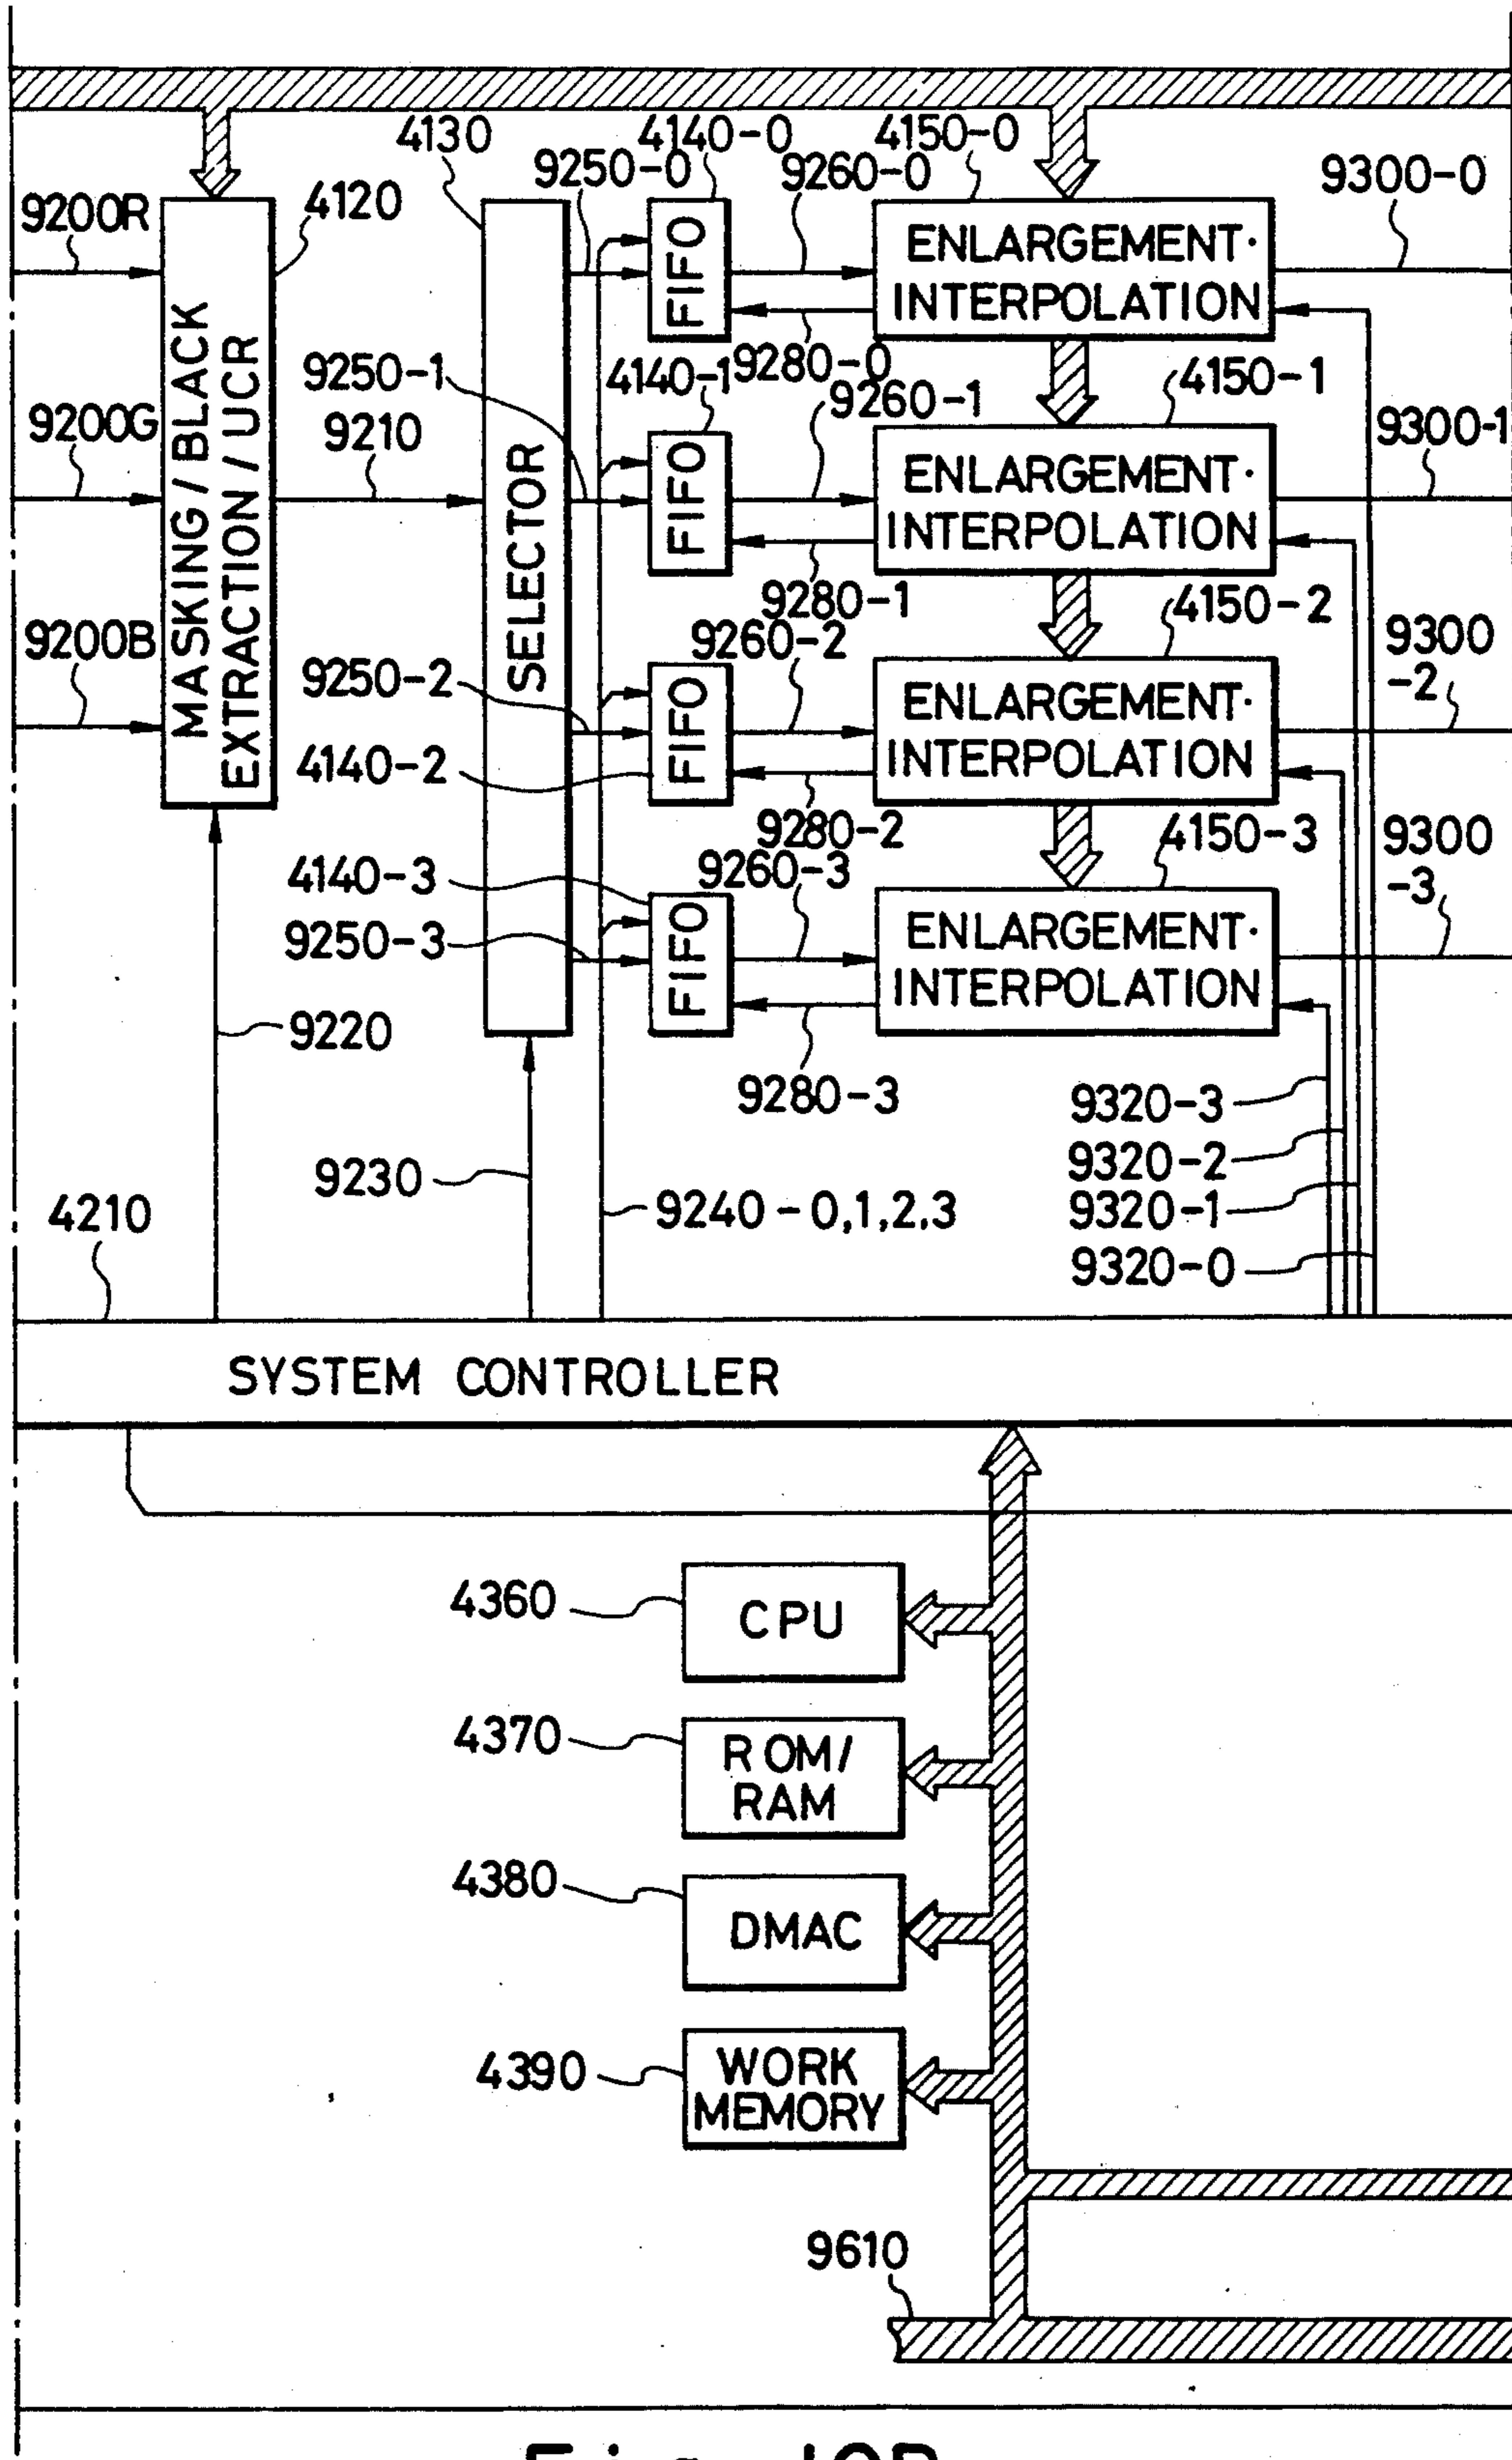 4130
4140-0
4150-0
9250-0
9260-0
9300-0
9200R
4120
FIFO
ENLARGEMENT·
INTERPOLATION
9280-0
9250-1
4140-1
9260-1
4150-1
9300-1
9200G
MASKING/BLACK
EXTRACTION/UCR
9210
SELECTOR
FIFO
ENLARGEMENT·
INTERPOLATION
9280-1
4150-2
9200B
9250-2
9260-2
9300
-2
4140-2
FIFO
ENLARGEMENT·
INTERPOLATION
9280-2
4150-3
9300
-3
4140-3
9260-3
9250-3
FIFO
ENLARGEMENT·
INTERPOLATION
9220
9280-3
9320-3
9230
9320-2
4210
9240-0,1,2,3
9320-1
9320-0
SYSTEM CONTROLLER
4360
CPU
4370
ROM/
RAM
4380
DMAC
4390
WORK
MEMORY
9610